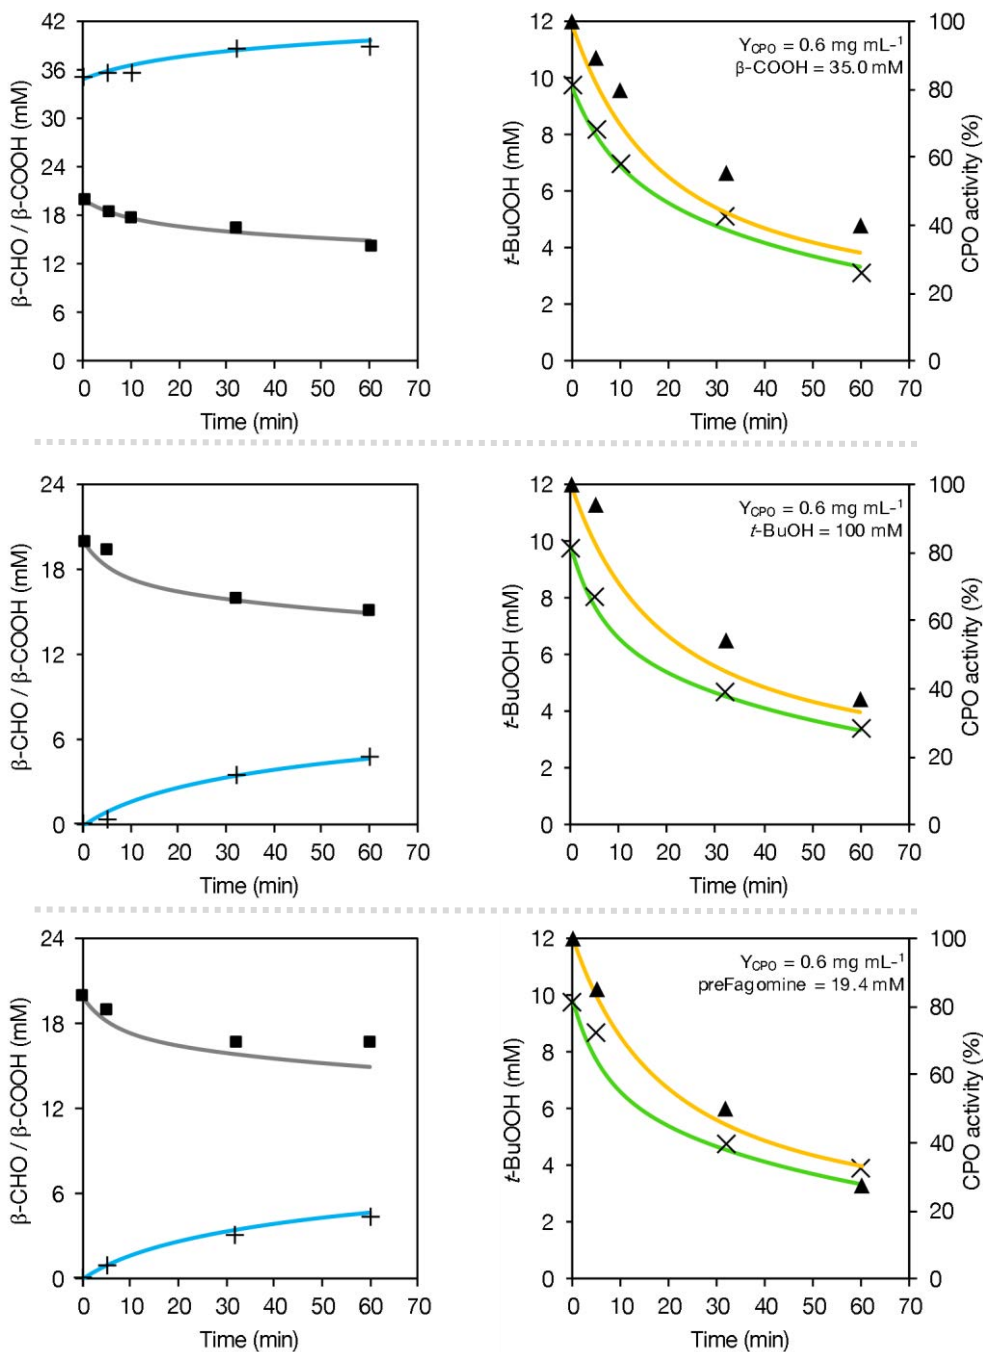 42
36
30
24
18
12
6
0
β-CHO / β-COOH (mM)
0 10 20 30 40 50 60 70
Time (min)
12
10
8
6
4
2
0
t-BuOOH (mM)
Y_CPO = 0.6 mg mL-1
β-COOH = 35.0 mM
100
80
60
40
20
0
CPO activity (%)
0 10 20 30 40 50 60 70
Time (min)
24
18
12
6
0
β-CHO / β-COOH (mM)
0 10 20 30 40 50 60 70
Time (min)
12
10
8
6
4
2
0
t-BuOOH (mM)
Y_CPO = 0.6 mg mL-1
t-BuOH = 100 mM
100
80
60
40
20
0
CPO activity (%)
0 10 20 30 40 50 60 70
Time (min)
24
18
12
6
0
β-CHO / β-COOH (mM)
0 10 20 30 40 50 60 70
Time (min)
12
10
8
6
4
2
0
t-BuOOH (mM)
Y_CPO = 0.6 mg mL-1
preFagomine = 19.4 mM
100
80
60
40
20
0
CPO activity (%)
0 10 20 30 40 50 60 70
Time (min)